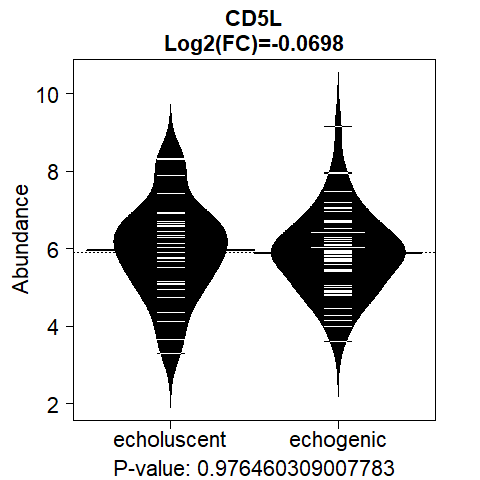 CD5L
Log2(FC)=-0.0698
Abundance
10
8
6
4
2
echoluscent echogenic
P-value: 0.976460309007783